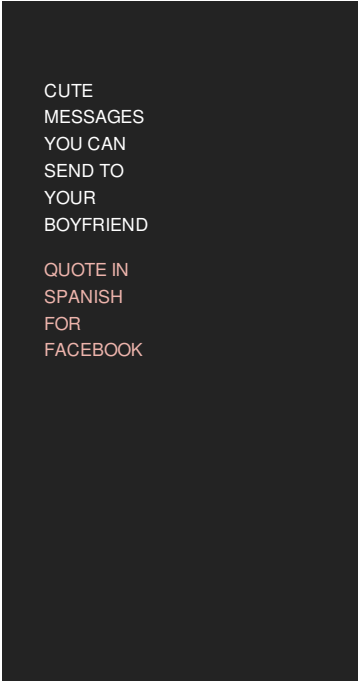 CUTE
MESSAGES
YOU CAN
SEND TO
YOUR
BOYFRIEND
QUOTE IN
SPANISH
FOR
FACEBOOK